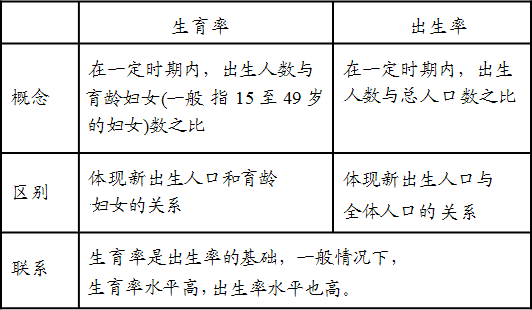 生育率
出生率
概念
在一定时期内，出生人数与
育龄妇女(一般 指 15 至 49 岁
的妇女)数之比
在一定时期内，出生
人数与总人口数之比
区别
体现新出生人口和育龄
妇女的关系
体现新出生人口与
全体人口的关系
联系
生育率是出生率的基础，一般情况下，
生育率水平高，出生率水平也高。